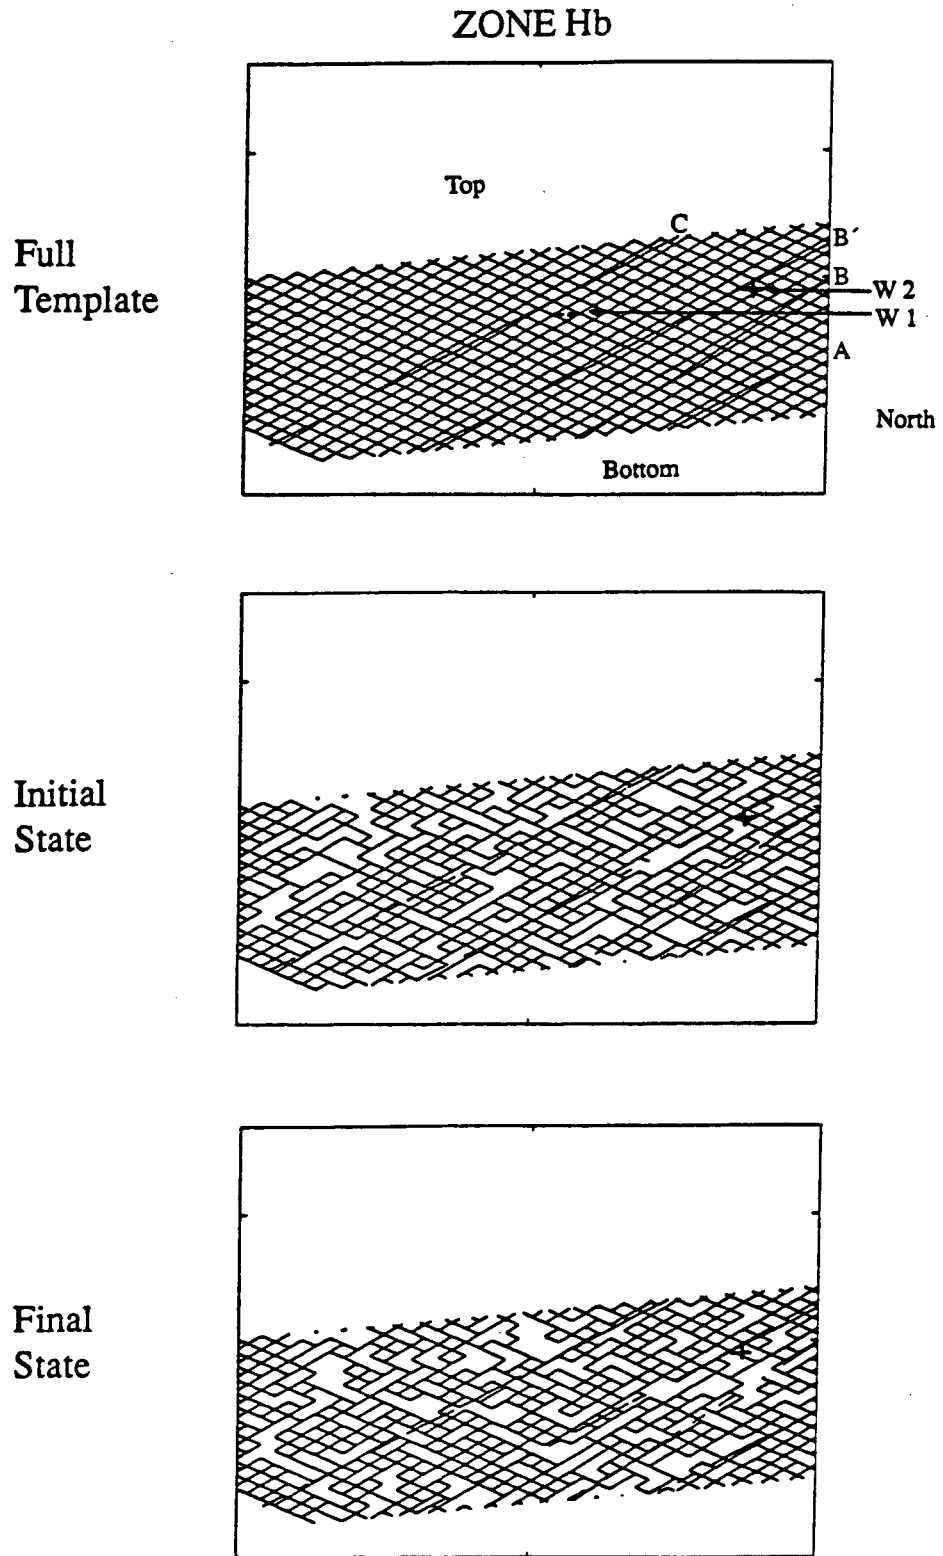 ZONE Hb
Full
Template
Top
C
B´
B
W 2
W 1
A
North
Bottom
Initial
State
Final
State